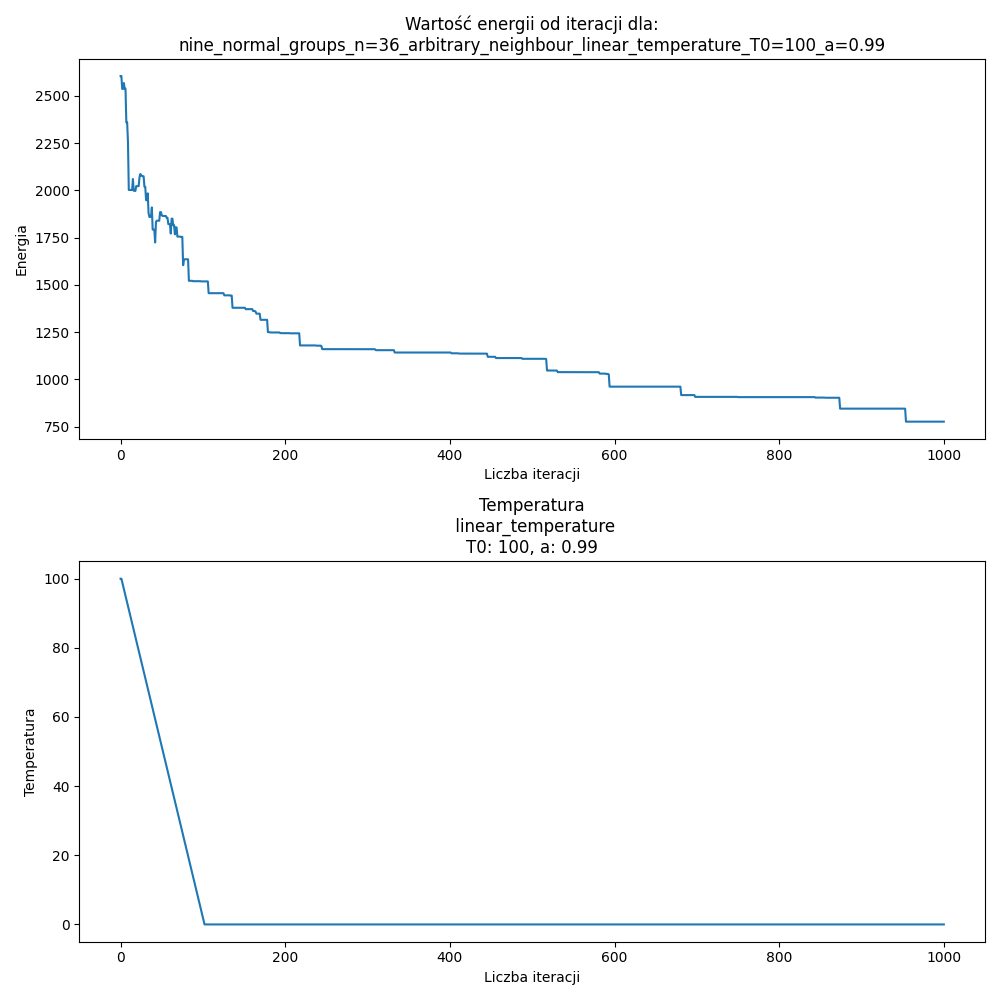 Wartość energii od iteracji dla:
nine_normal_groups_n=36_arbitrary_neighbour_linear_temperature_T0=100_a=0.99
2500
2250
2000
1750
1500
1250
1000
750
Energia
0 200 400 600 800 1000
Liczba iteracji
Temperatura
linear_temperature
T0: 100, a: 0.99
100
80
60
40
20
0
Temperatura
0 200 400 600 800 1000
Liczba iteracji